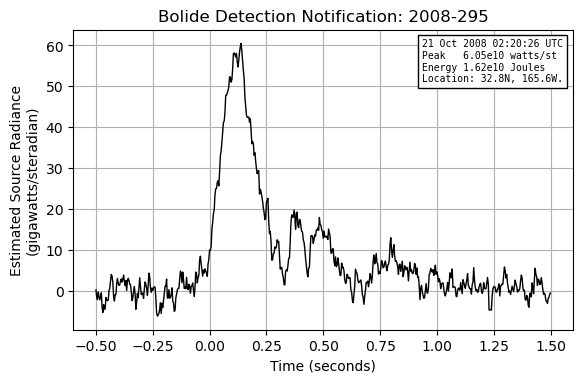 Bolide Detection Notification: 2008-295
21 Oct 2008 02:20:26 UTC
Peak   6.05e10 watts/st
Energy 1.62e10 Joules
Location: 32.8N, 165.6W.
Estimated Source Radiance
(gigawatts/steradian)
60
50
40
30
20
10
0
−0.50 −0.25 0.00 0.25 0.50 0.75 1.00 1.25 1.50
Time (seconds)